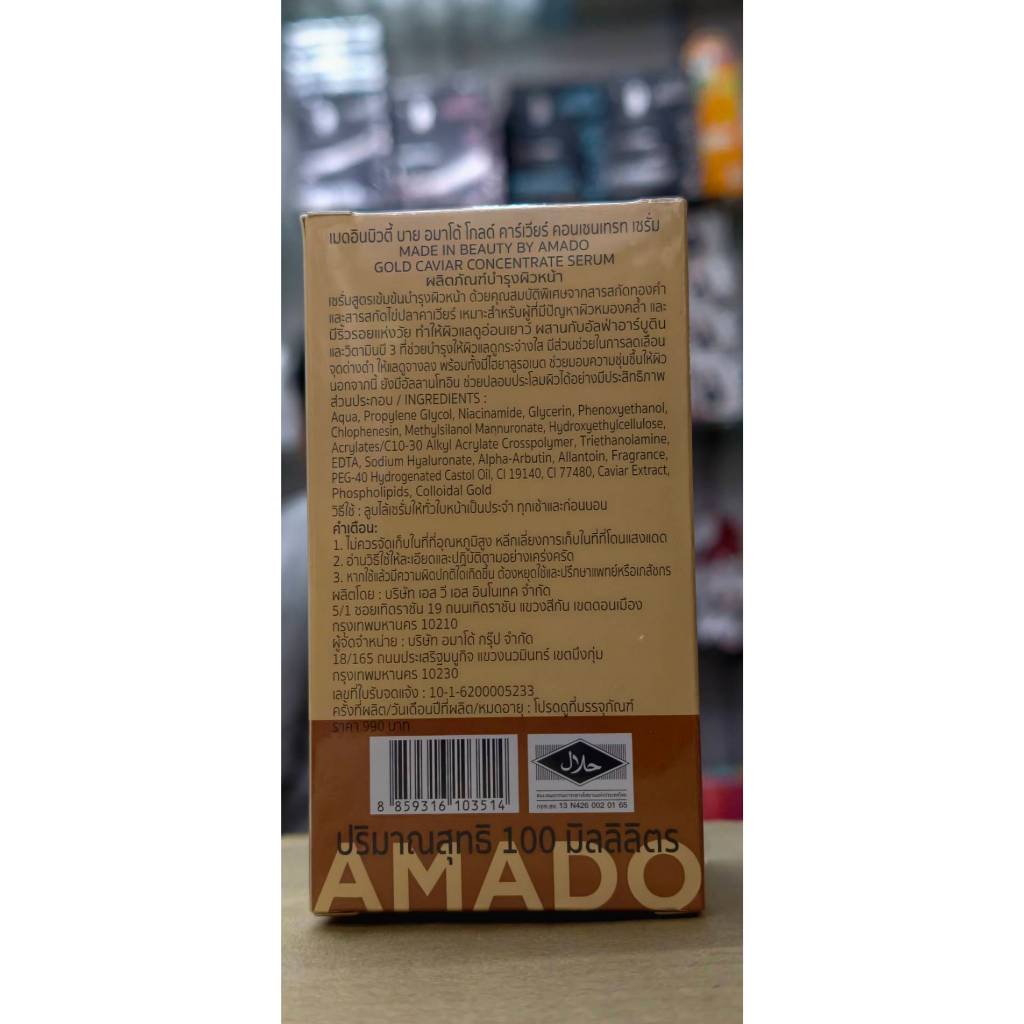 เมดอินบิวตี้ บาย อมาโด้ โกลด์ คาร์เวียร์ คอนเซนเทรท เซรั่ม
MADE IN BEAUTY BY AMADO
GOLD CAVIAR CONCENTRATE SERUM
ผลิตภัณฑ์บำรุงผิวหน้า
เซรั่มสูตรเข้มข้นบำรุงผิวหน้า ด้วยคุณสมบัติพิเศษจากสารสกัดทองคำ
และสารสกัดไข่ปลาคาเวียร์ เหมาะสำหรับผู้ที่มีปัญหาผิวหมองคล้ำ และ
มีริ้วรอยแห่งวัย ทำให้ผิวแลดูอ่อนเยาว์ ผสานกับอัลฟ่าอาร์บูติน
และวิตามินบี 3 ที่ช่วยบำรุงให้ผิวแลดูกระจ่างใส มีส่วนช่วยในการลดเลือน
จุดด่างดำ ให้แลดูจางลง พร้อมทั้งมีไฮยาลูรอเนต ช่วยมอบความชุ่มชื้นให้ผิว
นอกจากนี้ ยังมีอัลลานโทอิน ช่วยปลอบประโลมผิวได้อย่างมีประสิทธิภาพ
ส่วนประกอบ / INGREDIENTS :
Aqua, Propylene Glycol, Niacinamide, Glycerin, Phenoxyethanol,
Chlophenesin, Methylsilanol Mannuronate, Hydroxyethylcellulose,
Acrylates/C10-30 Alkyl Acrylate Crosspolymer, Triethanolamine,
EDTA, Sodium Hyaluronate, Alpha-Arbutin, Allantoin, Fragrance,
PEG-40 Hydrogenated Castol Oil, CI 19140, CI 77480, Caviar Extract,
Phospholipids, Colloidal Gold
วิธีใช้ : ลูบไล้เซรั่มให้ทั่วใบหน้าเป็นประจำ ทุกเช้าและก่อนนอน
คำเตือน:
1. ไม่ควรจัดเก็บในที่ที่อุณหภูมิสูง หลีกเลี่ยงการเก็บในที่ที่โดนแสงแดด
2. อ่านวิธีใช้ให้ละเอียดและปฏิบัติตามอย่างเคร่งครัด
3. หากใช้แล้วมีความผิดปกติใดเกิดขึ้น ต้องหยุดใช้และปรึกษาแพทย์หรือเภสัชกร
ผลิตโดย : บริษัท เอส วี เอส อินโนเทค จำกัด
5/1 ซอยเทิดราชัน 19 ถนนเทิดราชัน แขวงสีกัน เขตดอนเมือง
กรุงเทพมหานคร 10210
ผู้จัดจำหน่าย : บริษัท อมาโด้ กรุ๊ป จำกัด
18/165 ถนนประเสริฐมนูกิจ แขวงนวมินทร์ เขตบึงกุ่ม
กรุงเทพมหานคร 10230
เลขที่ใบรับจดแจ้ง : 10-1-6200005233
ครั้งที่ผลิต/วันเดือนปีที่ผลิต/หมดอายุ : โปรดดูที่บรรจุภัณฑ์
ราคา 990 บาท
حلال
กอท.ฮล. 13 N426 002 01 65
8 859316 103514
ปริมาณสุทธิ 100 มิลลิลิตร
AMADO